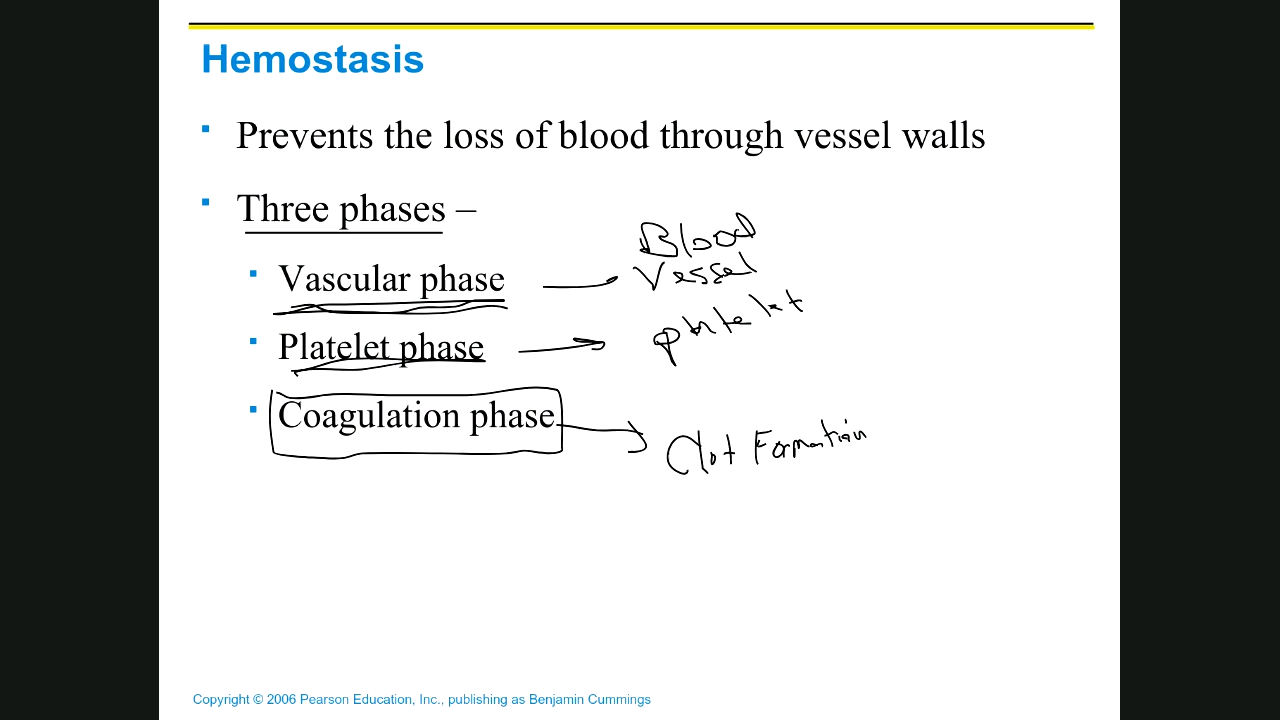 Hemostasis
Prevents the loss of blood through vessel walls
Three phases –
Vascular phase
Blood
Vessel
Platelet phase
platelet
Coagulation phase
Clot Formation
Copyright © 2006 Pearson Education, Inc., publishing as Benjamin Cummings